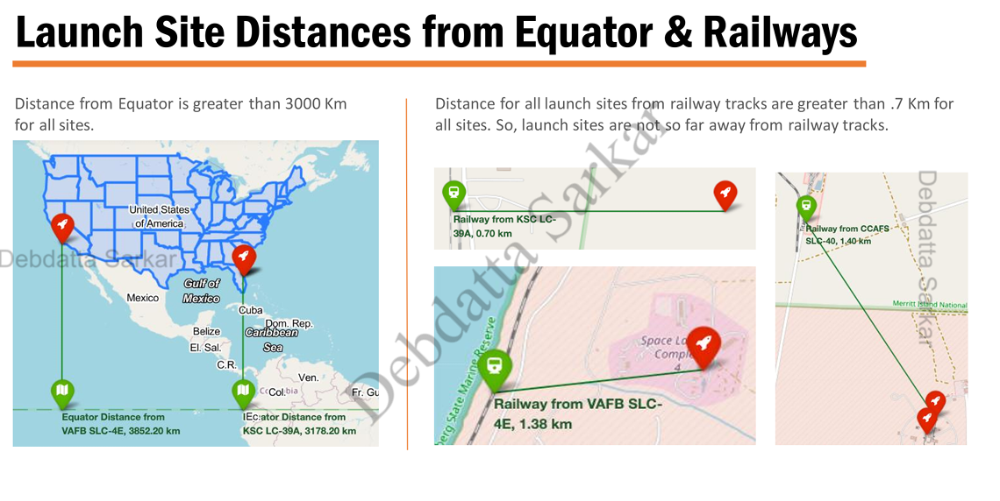 Launch Site Distances from Equator & Railways
Distance from Equator is greater than 3000 Km
for all sites.
United States
of America
Gulf of
Mexico
Mexico
Cuba
Dom. Rep.
Belize
Caribbean
Sea
El. Sal.
C.R.
Ven.
Col
bia
Fr. Gu
Equator Distance from
VAFB SLC-4E, 3852.20 km
ator Distance from
KSC LC-39A, 3178.20 km
Debdatta Sarkar
Distance for all launch sites from railway tracks are greater than .7 Km for
all sites. So, launch sites are not so far away from railway tracks.
Railway from KSC LC-
39A, 0.70 km
Space La
Comple
4
berg State Marine Reserve
Railway from VAFB SLC-
4E, 1.38 km
Railway from CCAFS
SLC-40, 1.40 km
Merritt Island National
Debdatta Sarkar
Debdatta Sarkar